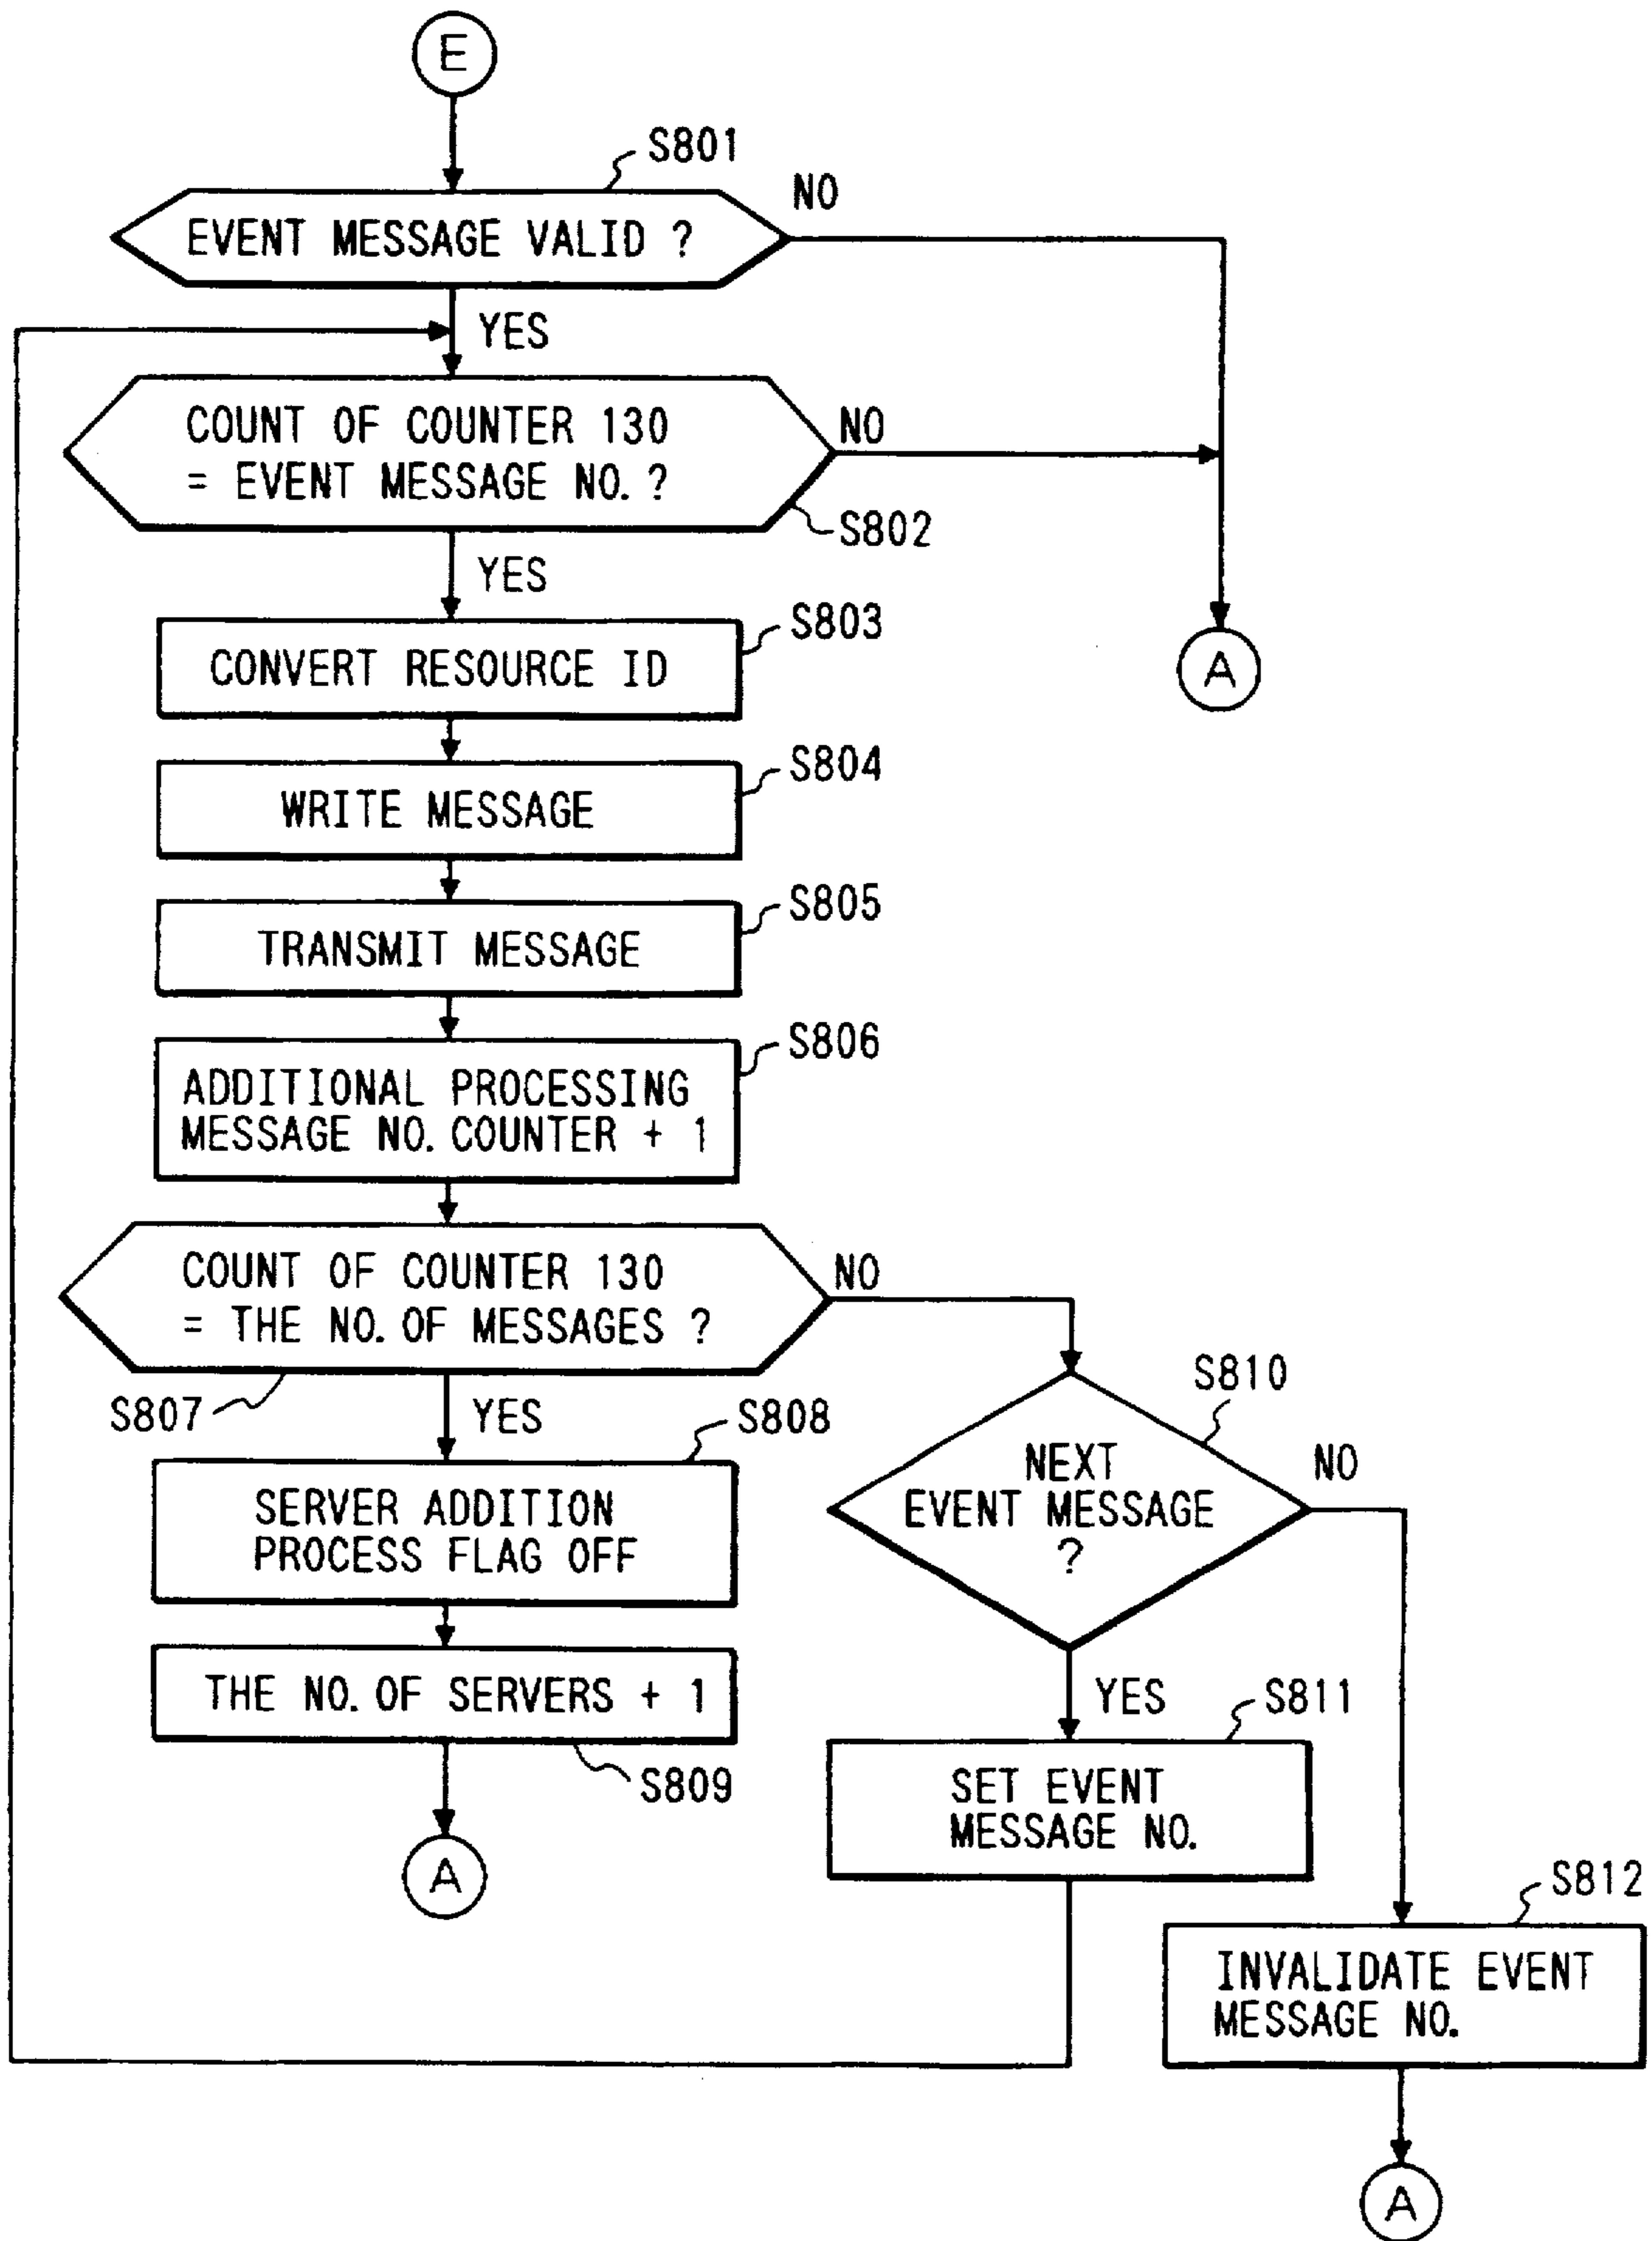 E
S801
NO
EVENT MESSAGE VALID ?
YES
COUNT OF COUNTER 130
= EVENT MESSAGE NO. ?
NO
S802
YES
S803
CONVERT RESOURCE ID
A
S804
WRITE MESSAGE
S805
TRANSMIT MESSAGE
S806
ADDITIONAL PROCESSING
MESSAGE NO. COUNTER + 1
COUNT OF COUNTER 130
= THE NO. OF MESSAGES ?
NO
S807
YES
S808
SERVER ADDITION
PROCESS FLAG OFF
THE NO. OF SERVERS + 1
S809
A
S810
NEXT
EVENT MESSAGE
?
NO
YES
S811
SET EVENT
MESSAGE NO.
S812
INVALIDATE EVENT
MESSAGE NO.
A